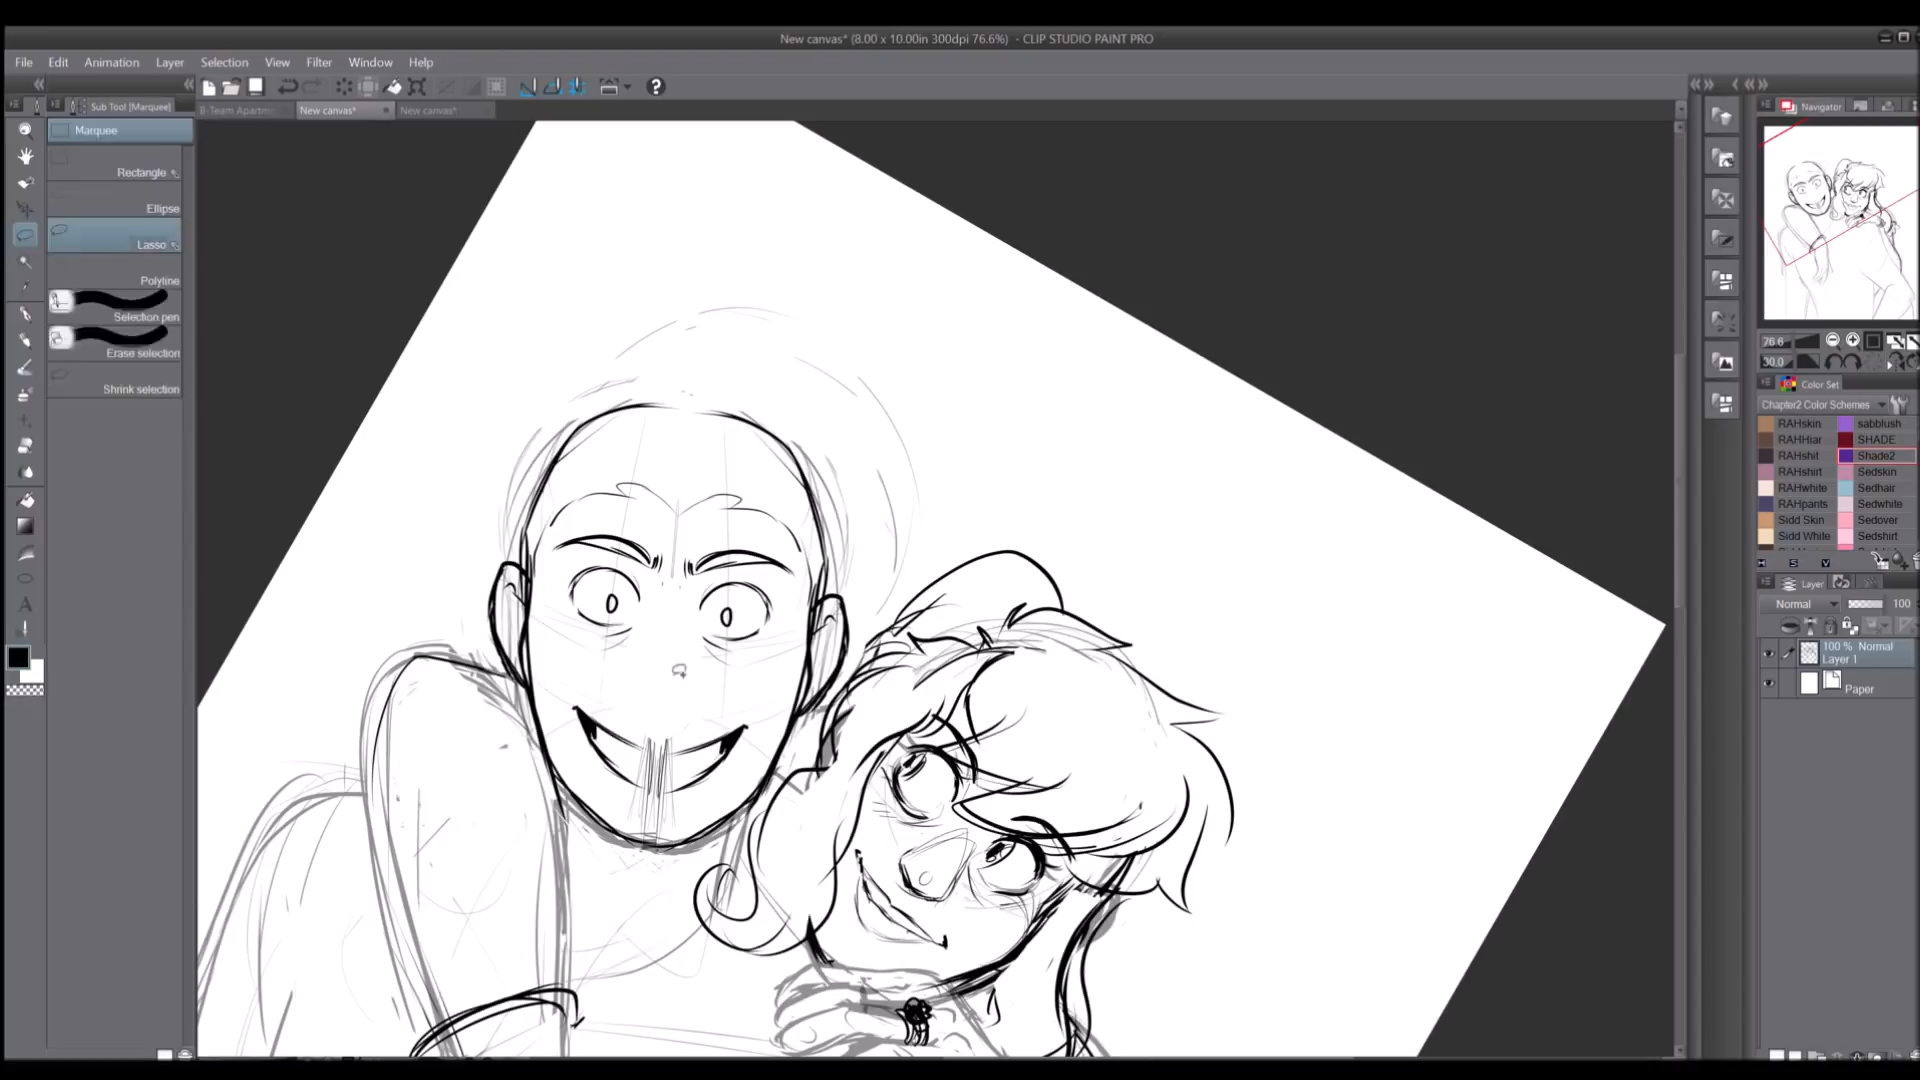 New canvas* (8.00 x 10.00in 300dpi 76.6%) - CLIP STUDIO PAINT PRO
File Edit Animation Layer Selection View Filter Window Help
Sub Tool [Marquee]
B-Team Apartm New canvas* New canvas*
Marquee
Rectangle
Ellipse
Lasso
Polyline
Selection pen
Erase selection
Shrink selection
Navigator
76.6
30.0
Color Set
Chapter2 Color Schemes
RAHskin sabblush
RAHHiar SHADE
RAHshit Shade2
RAHshirt Sedskin
RAHwhite Sedhair
RAHpants Sedwhite
Sidd Skin Sedover
Sidd White Sedshirt
H S V
Layer
Normal 100
100 % Normal
Layer 1
Paper